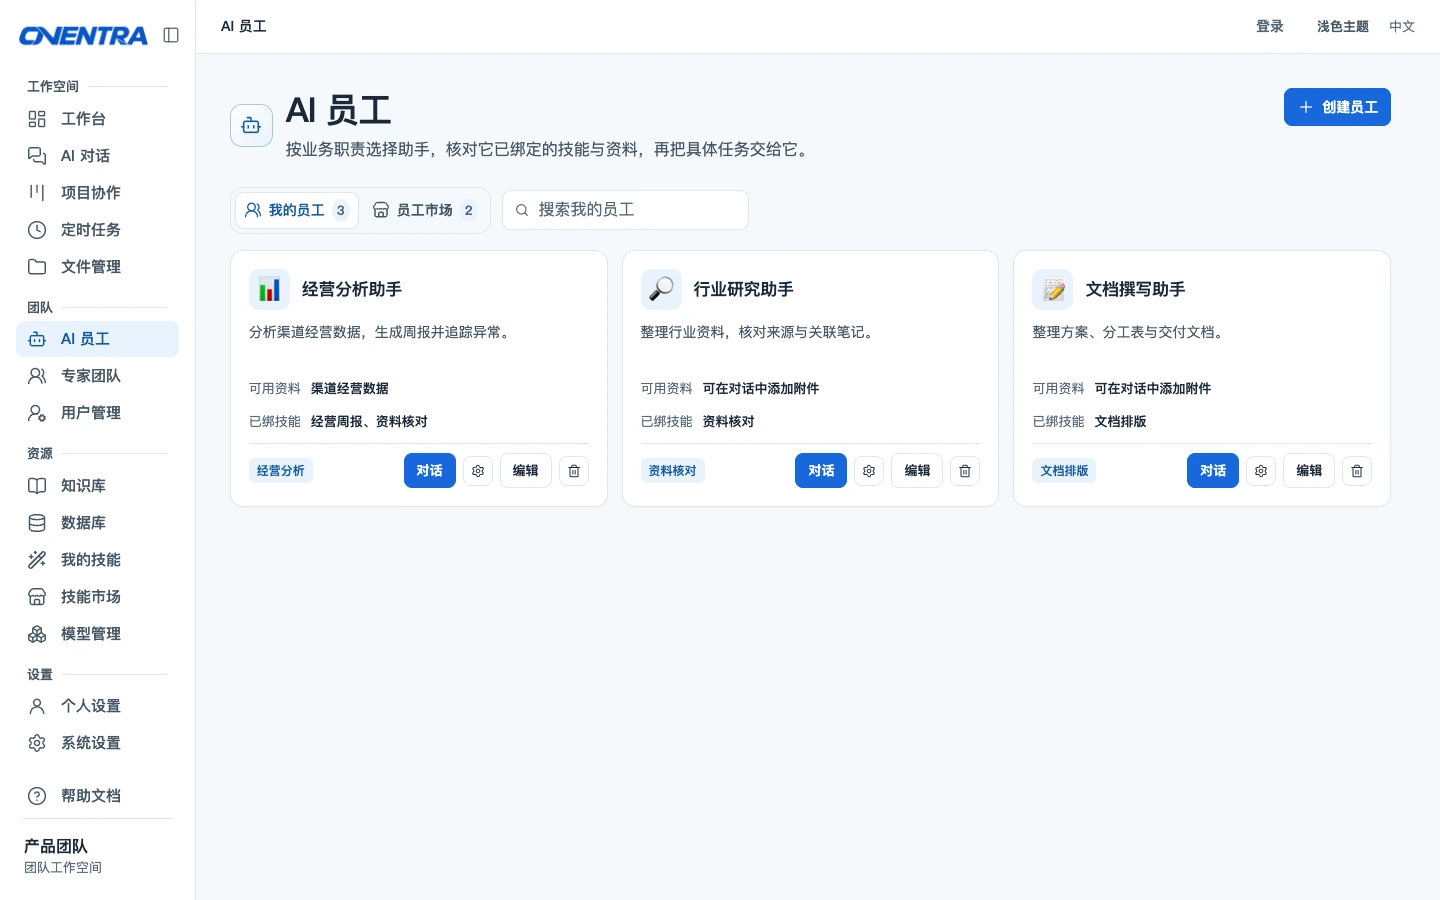 ONENTRA
工作空间
工作台
AI 对话
项目协作
定时任务
文件管理
团队
AI 员工
专家团队
用户管理
资源
知识库
数据库
我的技能
技能市场
模型管理
设置
个人设置
系统设置
帮助文档
产品团队
团队工作空间
AI 员工
登录
浅色主题
中文
AI 员工
按业务职责选择助手，核对它已绑定的技能与资料，再把具体任务交给它。
创建员工
我的员工 3
员工市场 2
搜索我的员工
经营分析助手
分析渠道经营数据，生成周报并追踪异常。
可用资料 渠道经营数据
已绑技能 经营周报、资料核对
经营分析
对话
编辑
行业研究助手
整理行业资料，核对来源与关联笔记。
可用资料 可在对话中添加附件
已绑技能 资料核对
资料核对
对话
编辑
文档撰写助手
整理方案、分工表与交付文档。
可用资料 可在对话中添加附件
已绑技能 文档排版
文档排版
对话
编辑